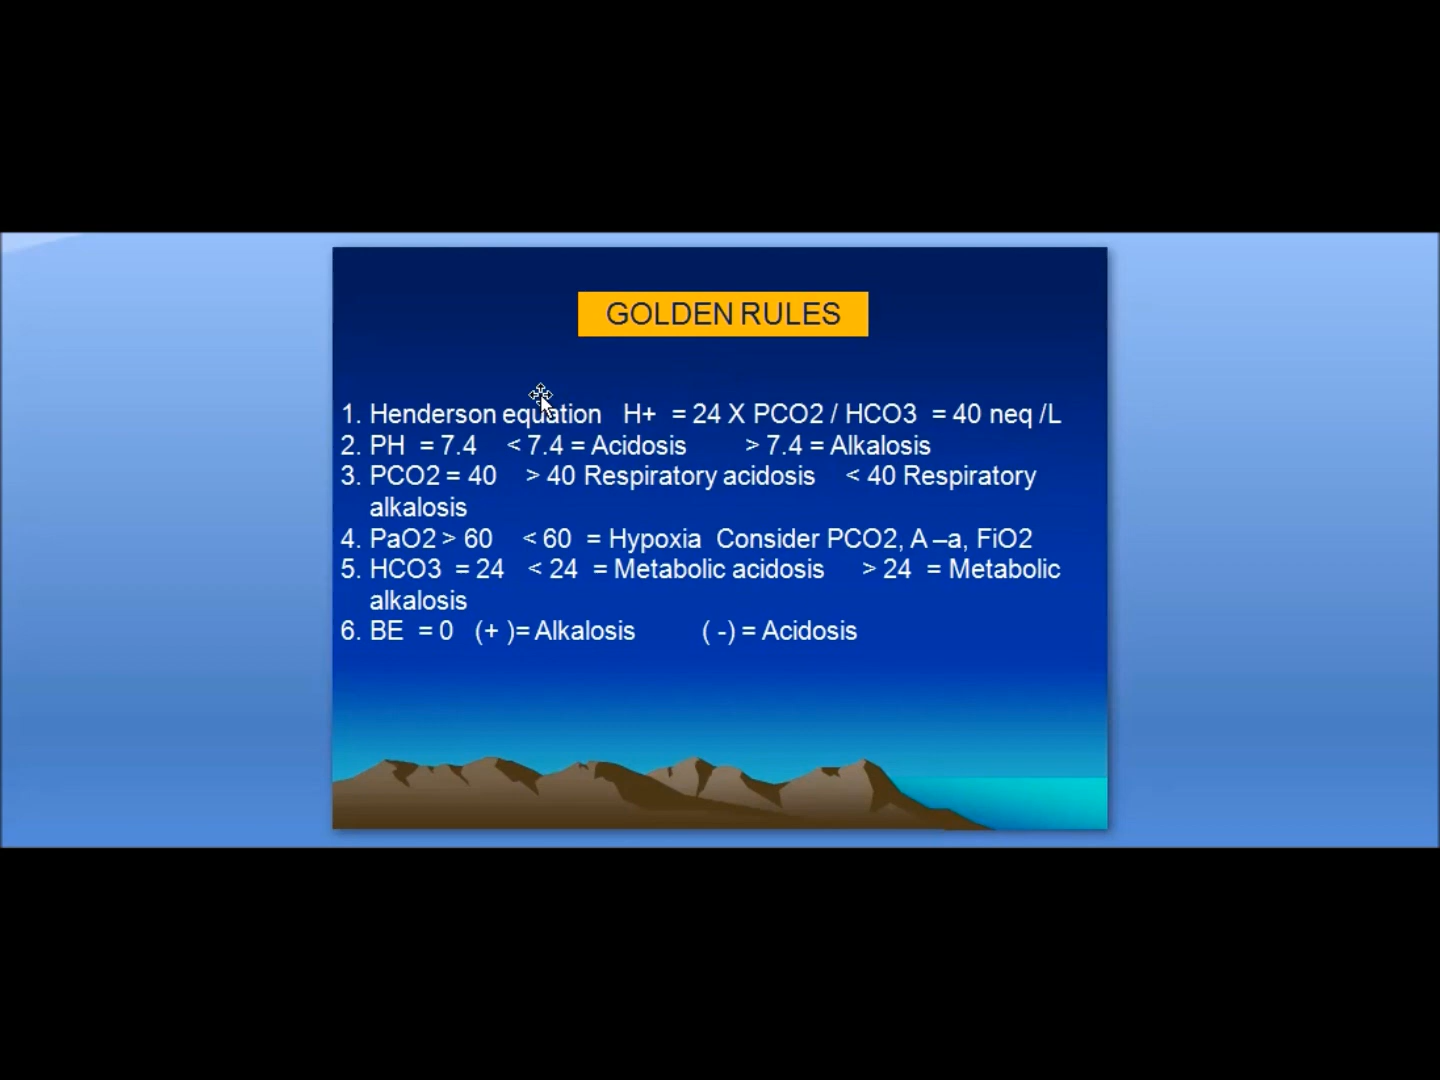 GOLDEN RULES
1. Henderson equation H+ = 24 X PCO2 / HCO3 = 40 neq /L
2. PH = 7.4 < 7.4 = Acidosis > 7.4 = Alkalosis
3. PCO2 = 40 > 40 Respiratory acidosis < 40 Respiratory
alkalosis
4. PaO2 > 60 < 60 = Hypoxia Consider PCO2, A –a, FiO2
5. HCO3 = 24 < 24 = Metabolic acidosis > 24 = Metabolic
alkalosis
6. BE = 0 (+ )= Alkalosis ( -) = Acidosis